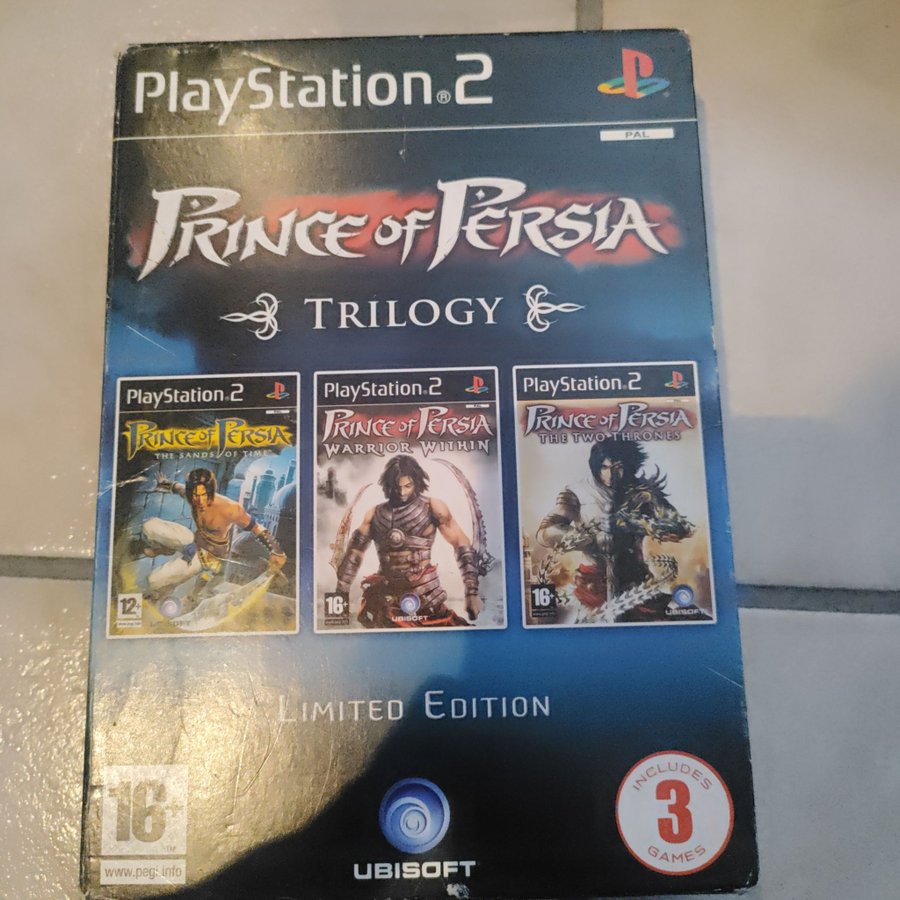 PlayStation®2
PAL
PRINCE OF PERSIA
TRILOGY
PlayStation®2
PRINCE OF PERSIA
THE SANDS OF TIME
12+
UBISOFT
PlayStation®2
PAL
PRINCE OF PERSIA
WARRIOR WITHIN
16+
UBISOFT
PlayStation®2
PRINCE OF PERSIA
THE TWO THRONES
16+
UBISOFT
LIMITED EDITION
16+
www.pegi.info
UBISOFT
INCLUDES
3
GAMES